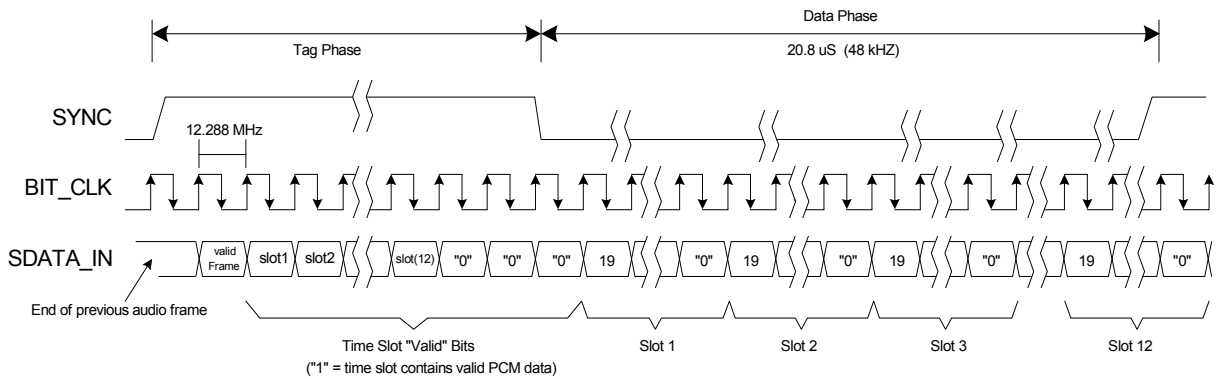 Data Phase
Tag Phase
20.8 uS (48 kHZ)
SYNC
12.288 MHz
BIT_CLK
SDATA_IN
valid Frame
slot1
slot2
slot(12)
"0"
"0"
"0"
19
"0"
19
"0"
19
"0"
19
"0"
End of previous audio frame
Time Slot "Valid" Bits
("1" = time slot contains valid PCM data)
Slot 1
Slot 2
Slot 3
Slot 12